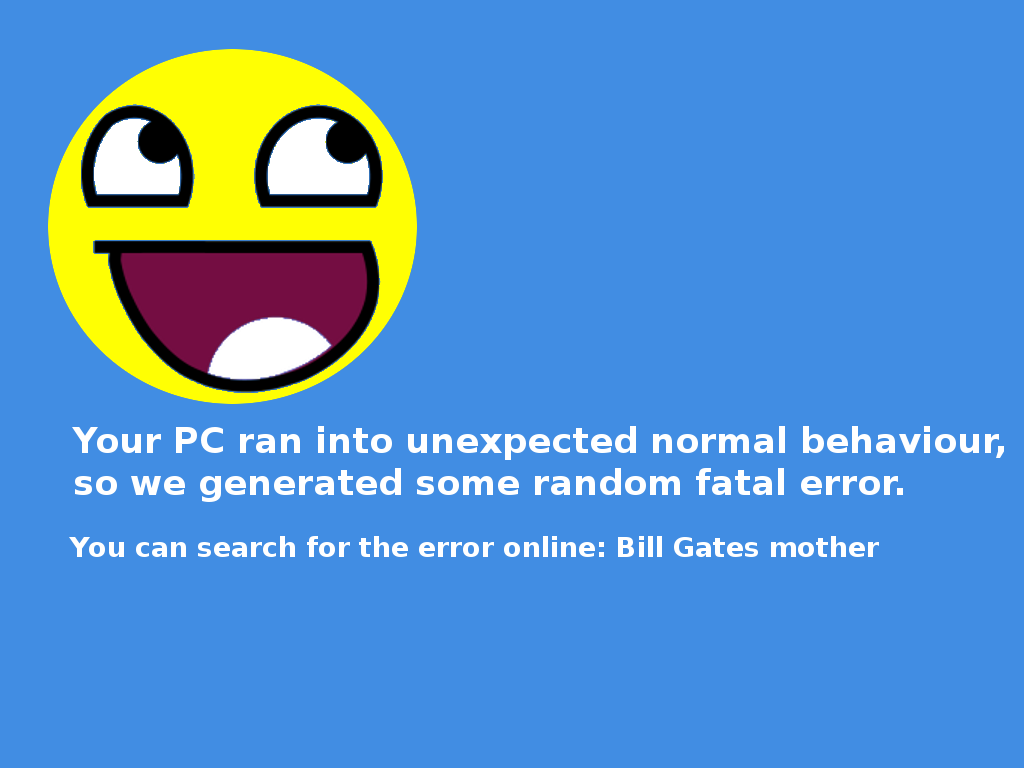 Your PC ran into unexpected normal behaviour,
so we generated some random fatal error.
You can search for the error online: Bill Gates mother